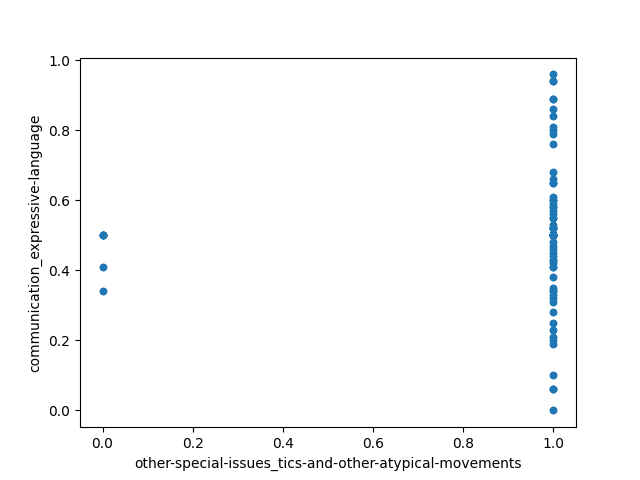 1.0
0.8
0.6
0.4
0.2
0.0
communication_expressive-language
0.0 0.2 0.4 0.6 0.8 1.0
other-special-issues_tics-and-other-atypical-movements